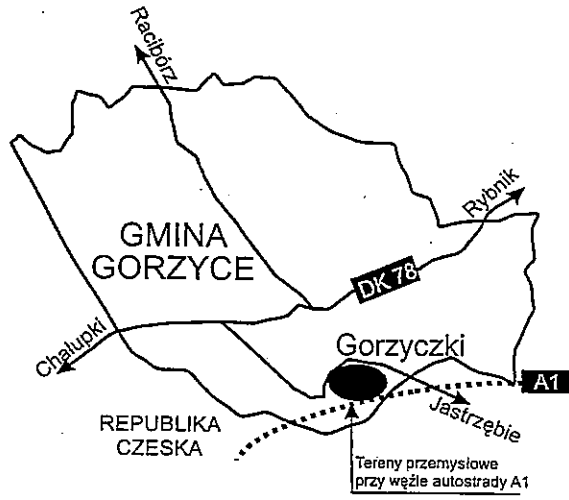 Racibórz
Rybnik
GMINA
GORZYCE
DK 78
Chałupki
Gorzyczki
A1
Jastrzębie
REPUBLIKA
CZESKA
Tereny przemysłowe
przy węźle autostrady A1